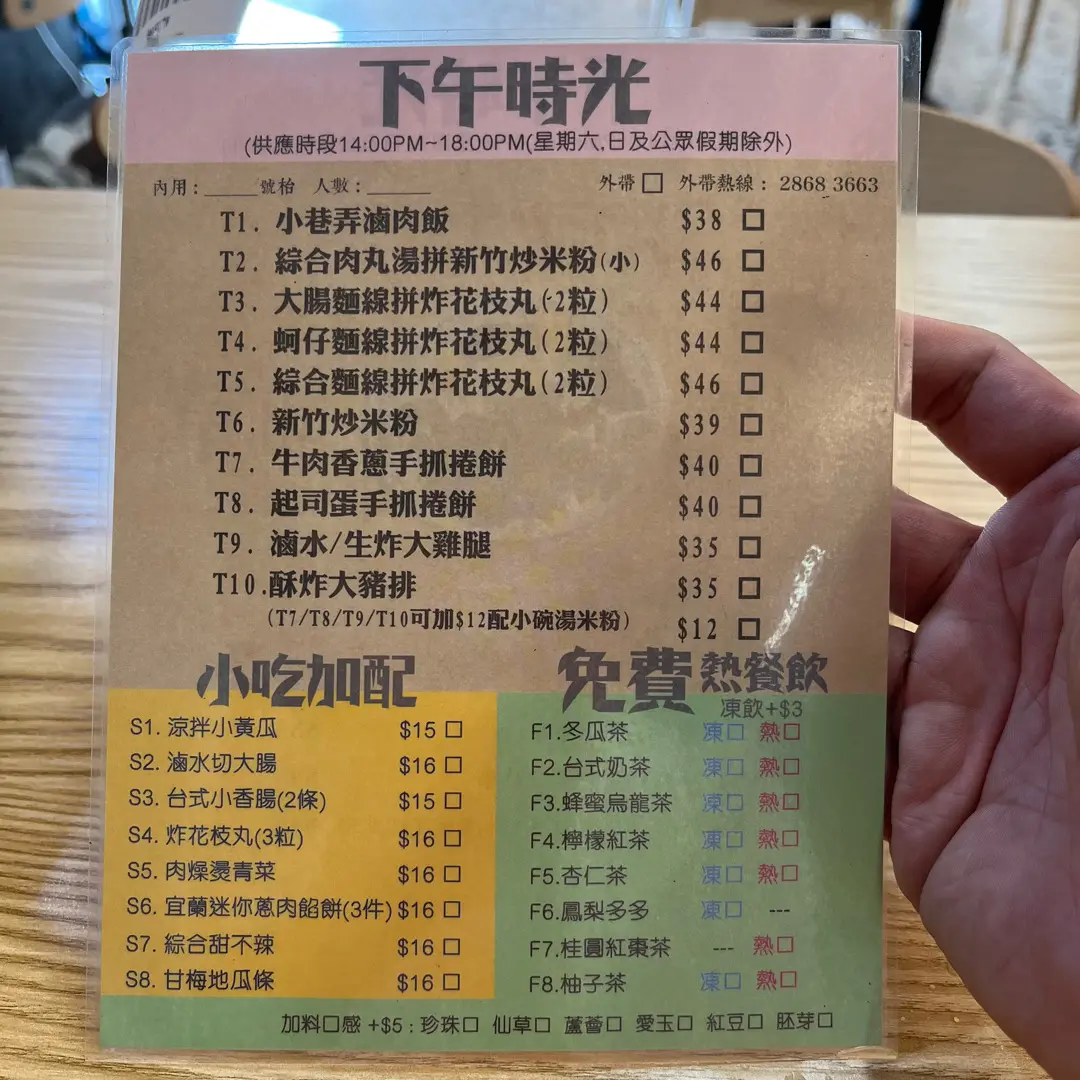 下午時光
(供應時段14:00PM~18:00PM(星期六,日及公眾假期除外)
內用：_____號枱 人數：______ 外帶□ 外帶熱線： 2868 3663
T1. 小巷弄滷肉飯 $38 □
T2. 綜合肉丸湯拼新竹炒米粉(小) $46 □
T3. 大腸麵線拼炸花枝丸(2粒) $44 □
T4. 蚵仔麵線拼炸花枝丸(2粒) $44 □
T5. 綜合麵線拼炸花枝丸(2粒) $46 □
T6. 新竹炒米粉 $39 □
T7. 牛肉香蔥手抓捲餅 $40 □
T8. 起司蛋手抓捲餅 $40 □
T9. 滷水/生炸大雞腿 $35 □
T10.酥炸大豬排 $35 □
(T7/T8/T9/T10可加$12配小碗湯米粉) $12 □
小吃加配
S1. 涼拌小黃瓜 $15 □
S2. 滷水切大腸 $16 □
S3. 台式小香腸(2條) $15 □
S4. 炸花枝丸(3粒) $16 □
S5. 肉燥燙青菜 $16 □
S6. 宜蘭迷你蔥肉餡餅(3件) $16 □
S7. 綜合甜不辣 $16 □
S8. 甘梅地瓜條 $16 □
免費 熱餐飲
凍飲+$3
F1.冬瓜茶 凍□ 熱□
F2.台式奶茶 凍□ 熱□
F3.蜂蜜烏龍茶 凍□ 熱□
F4.檸檬紅茶 凍□ 熱□
F5.杏仁茶 凍□ 熱□
F6.鳳梨多多 凍□ ---
F7.桂圓紅棗茶 --- 熱□
F8.柚子茶 凍□ 熱□
加料口感 +$5 : 珍珠□ 仙草□ 蘆薈□ 愛玉□ 紅豆□ 胚芽□